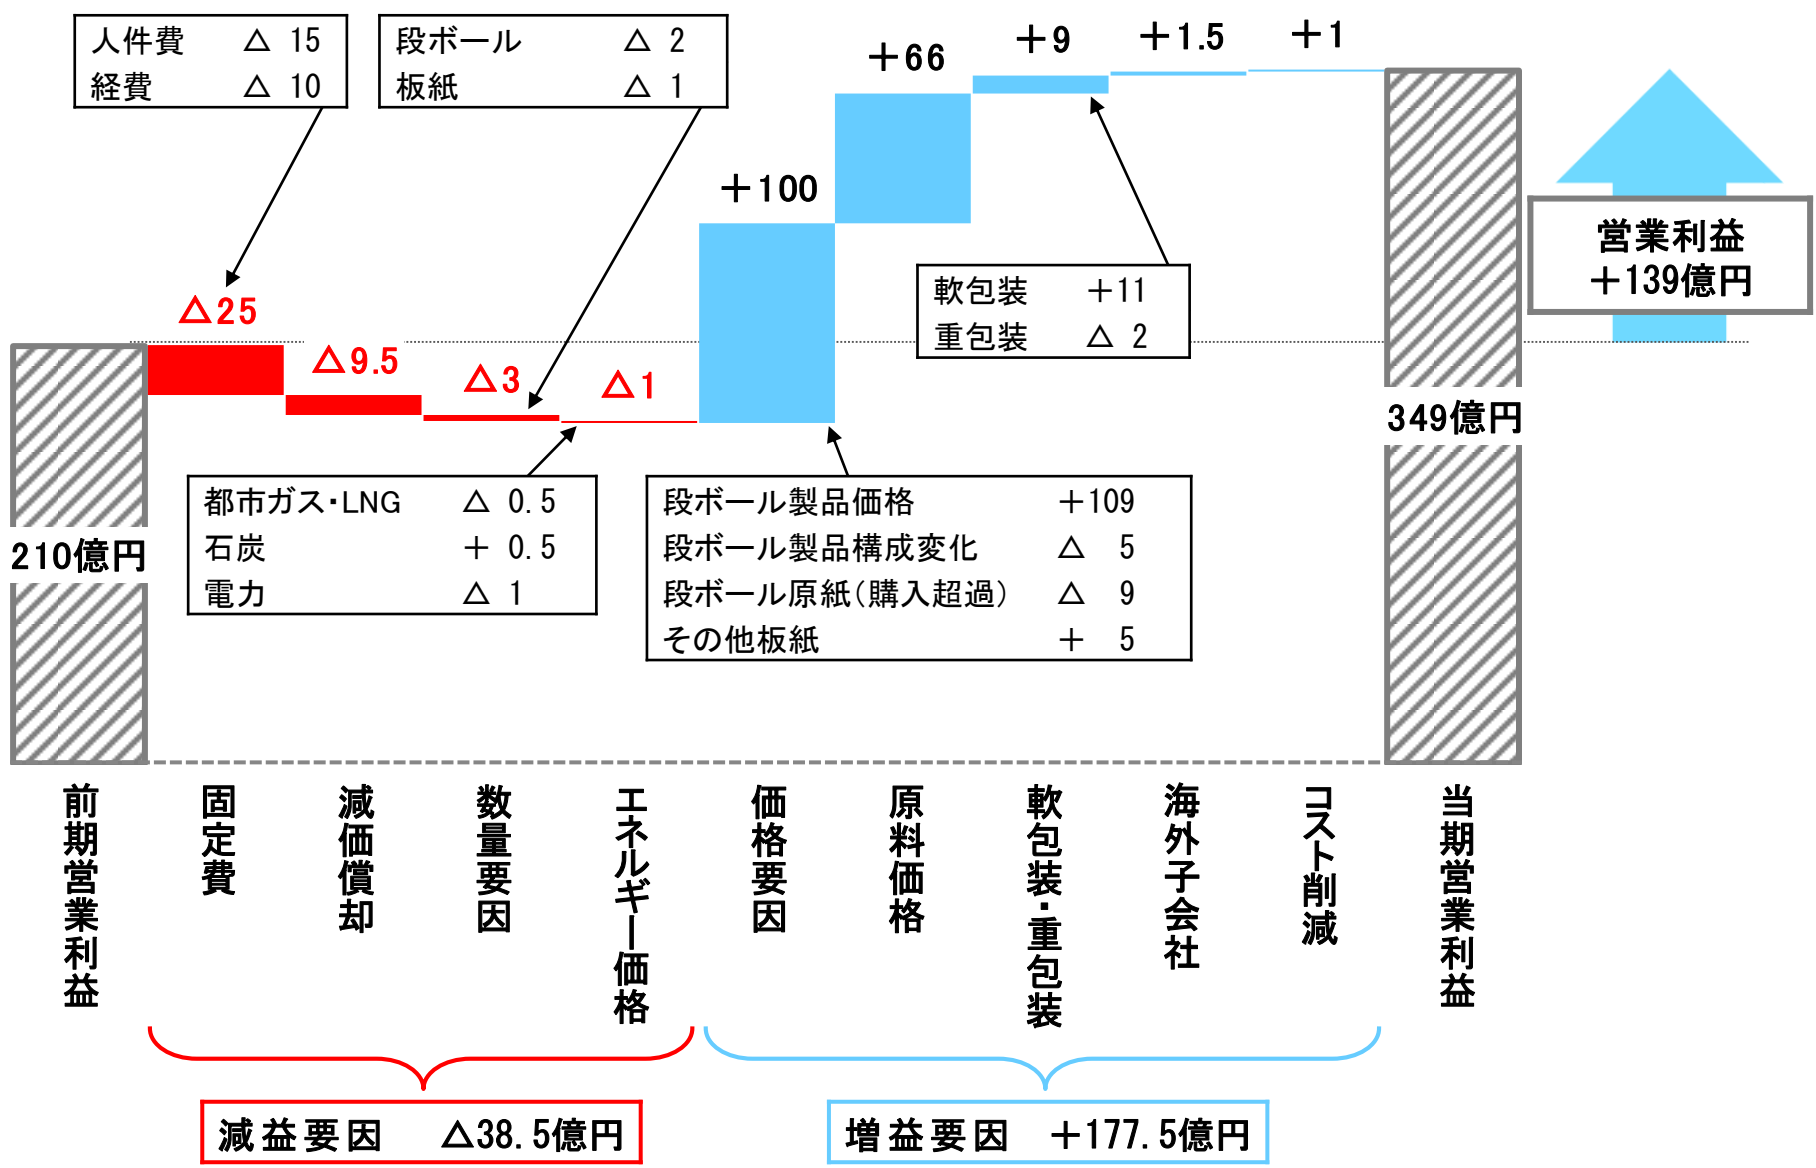 人件費 △ 15
経費 △ 10
段ボール △ 2
板紙 △ 1
+100
+66
+9
+1.5
+1
△25
△9.5
△3
△1
軟包装 +11
重包装 △ 2
営業利益
+139億円
210億円
349億円
都市ガス・LNG △ 0.5
石炭 + 0.5
電力 △ 1
段ボール製品価格 +109
段ボール製品構成変化 △ 5
段ボール原紙(購入超過) △ 9
その他板紙 + 5
前期営業利益
固定費
減価償却
数量要因
エネルギー価格
価格要因
原料価格
軟包装・重包装
海外子会社
コスト削減
当期営業利益
減益要因 △38.5億円
増益要因 +177.5億円